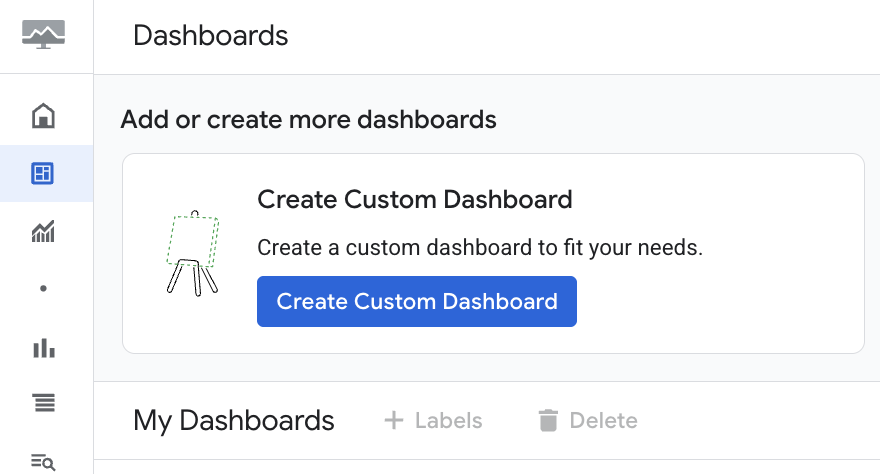 Dashboards
Add or create more dashboards
Create Custom Dashboard
Create a custom dashboard to fit your needs.
Create Custom Dashboard
My Dashboards
Labels
Delete